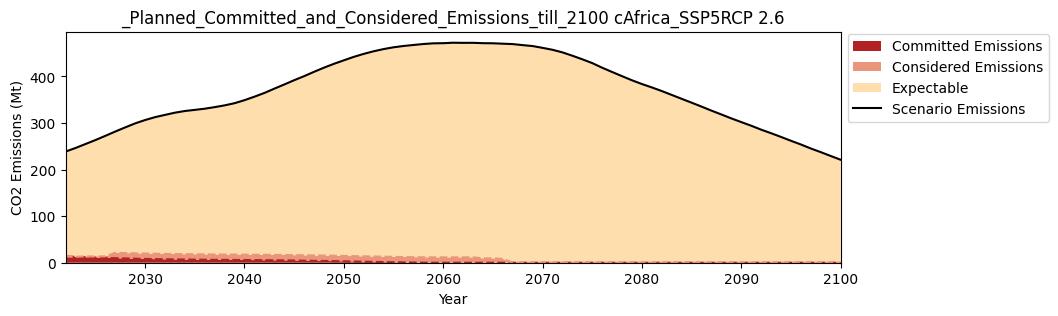 _Planned_Committed_and_Considered_Emissions_till_2100 cAfrica_SSP5RCP 2.6
CO2 Emissions (Mt)
400
300
200
100
0
2030 2040 2050 2060 2070 2080 2090 2100
Year
Committed Emissions
Considered Emissions
Expectable
Scenario Emissions